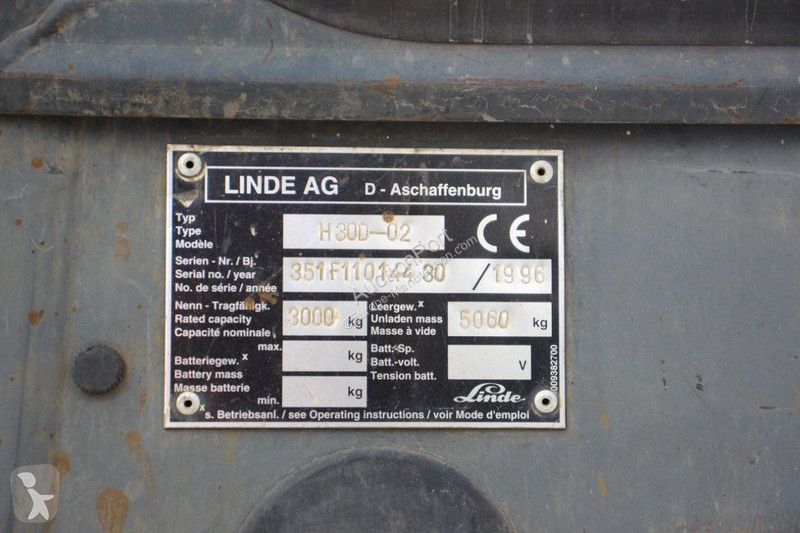 LINDE AG D - Aschaffenburg
Typ
Type
Modèle
H30D-02
CE
Serien - Nr. / Bj.
Serial no. / year
No. de série / année
/ 1996
Nenn - Tragfähigk.
Rated capacity
Capacité nominale
3000 kg
Leergew. x
Unladen mass
Masse à vide
5060 kg
max. kg
Batteriegew. x
Battery mass
Masse batterie
min. kg
Batt.-Sp.
Batt.-volt.
Tension batt.
V
Linde
009382700
x s. Betriebsanl. / see Operating instructions / voir Mode d'emploi
AuctionPort